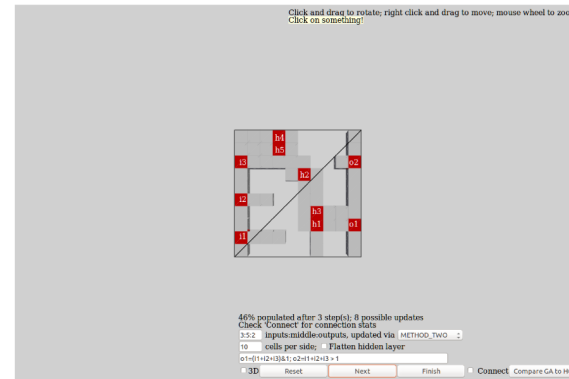 Click and drag to rotate; right click and drag to move; mouse wheel to zoo
Click on something!
h4
h5
i3
o2
h2
i2
h3
h1
o1
i1
46% populated after 3 step(s); 8 possible updates
Check 'Connect' for connection stats
3:5:2 inputs:middle:outputs, updated via METHOD_TWO
10 cells per side; Flatten hidden layer
o1=(i1+i2+i3)&1; o2=i1+i2+i3 > 1
3D Reset Next Finish Connect Compare GA to H